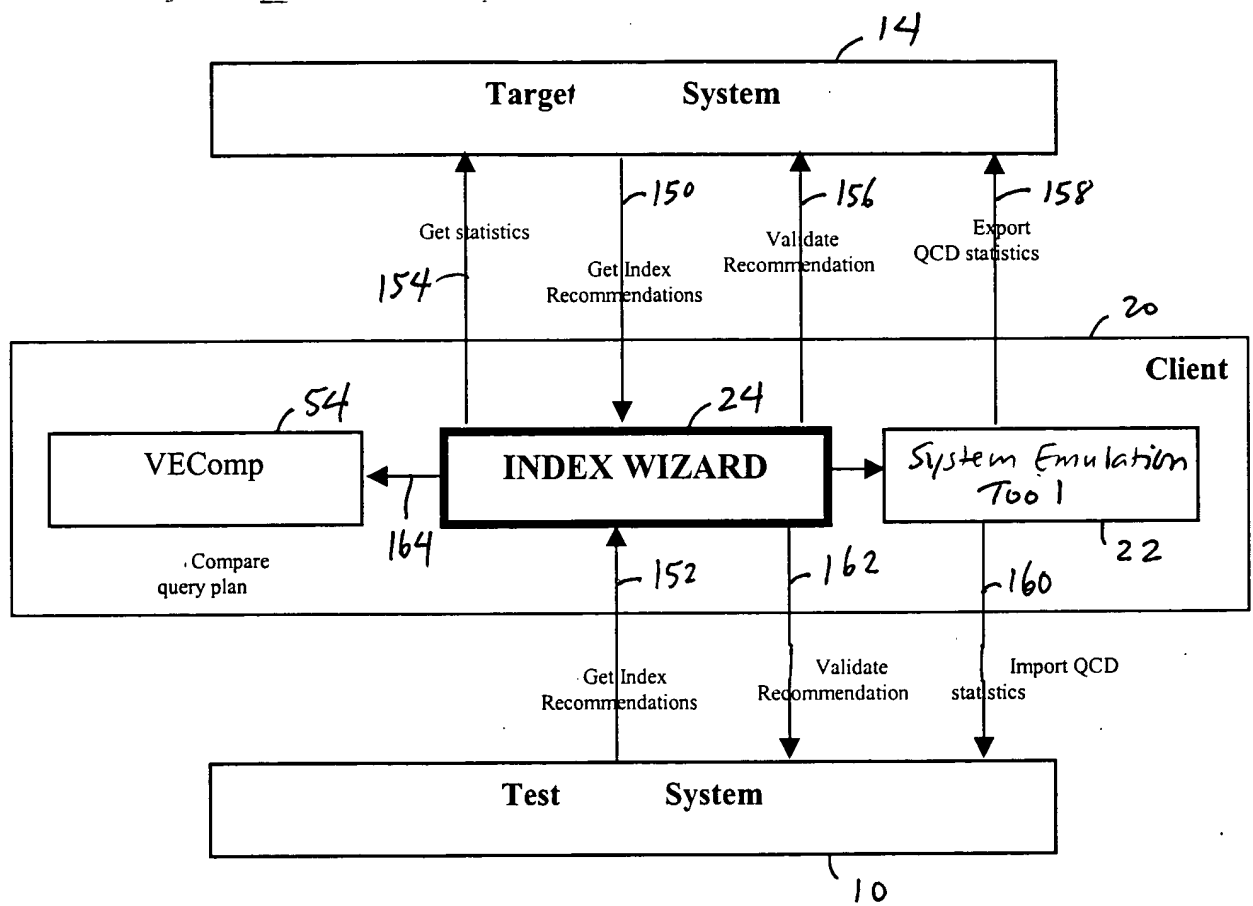 14
Target System
150
156
158
Get statistics
Validate
Recommendation
Export
QCD statistics
154
Get Index
Recommendations
20
Client
54
24
VEComp
INDEX WIZARD
System Emulation
Tool
164
22
. Compare
query plan
152
162
160
Get Index
Recommendations
Validate
Recommendation
Import QCD
statistics
Test System
10